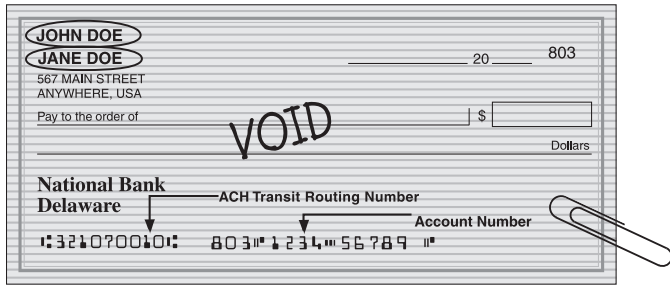 JOHN DOE
JANE DOE
567 MAIN STREET
ANYWHERE, USA
20 803
Pay to the order of $
VOID
Dollars
National Bank
Delaware
ACH Transit Routing Number
Account Number
⑆321070010⑆ 803⑈1234⑉56789 ⑈